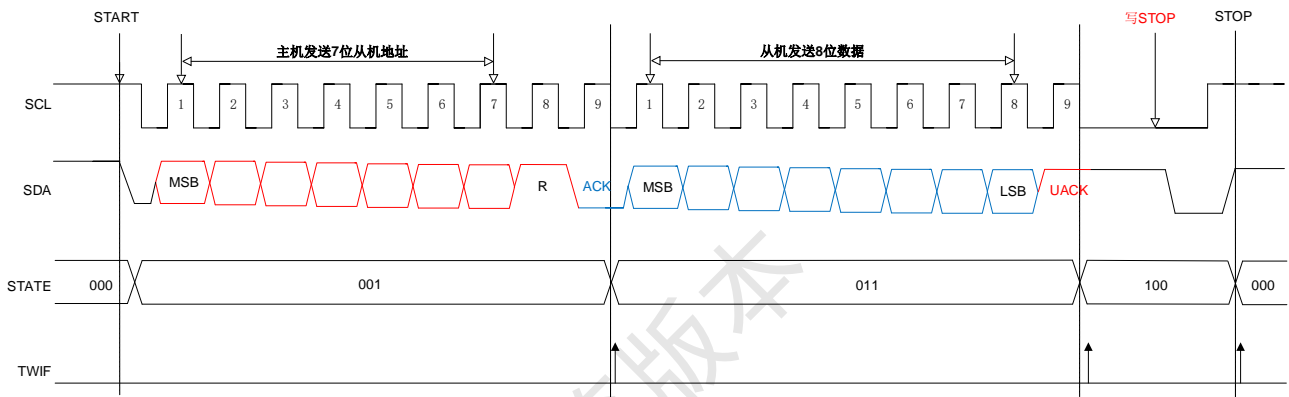 START
写STOP
STOP
主机发送7位从机地址
从机发送8位数据
SCL
1 2 3 4 5 6 7 8 9 1 2 3 4 5 6 7 8 9
SDA
MSB R ACK MSB LSB UACK
STATE
000 001 011 100 000
TWIF
版本